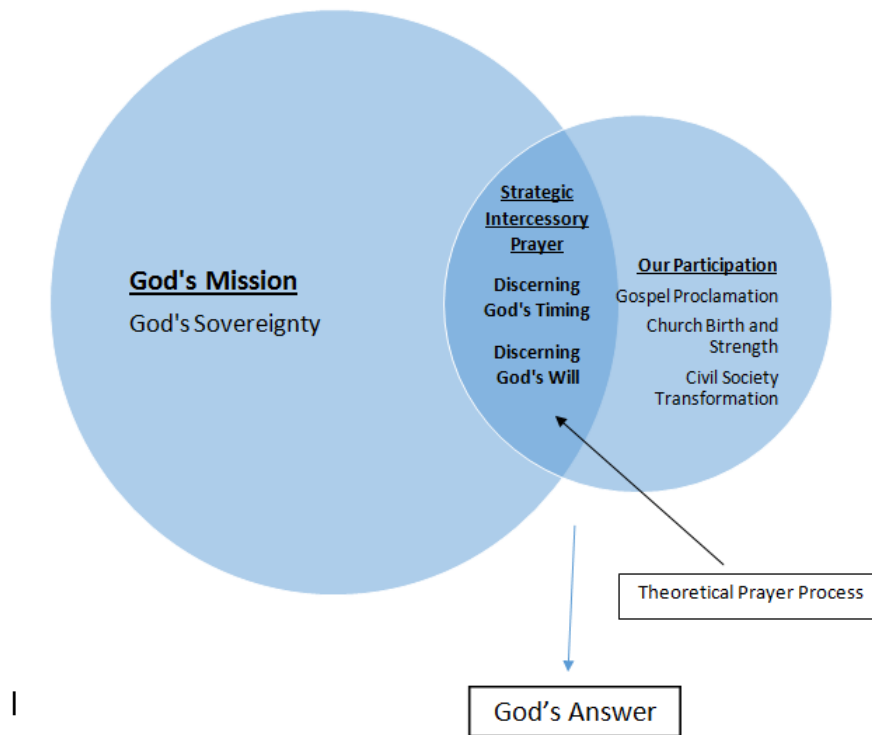 God's Mission
God's Sovereignty
Strategic
Intercessory
Prayer
Discerning
God's Timing
Discerning
God's Will
Our Participation
Gospel Proclamation
Church Birth and
Strength
Civil Society
Transformation
Theoretical Prayer Process
God’s Answer